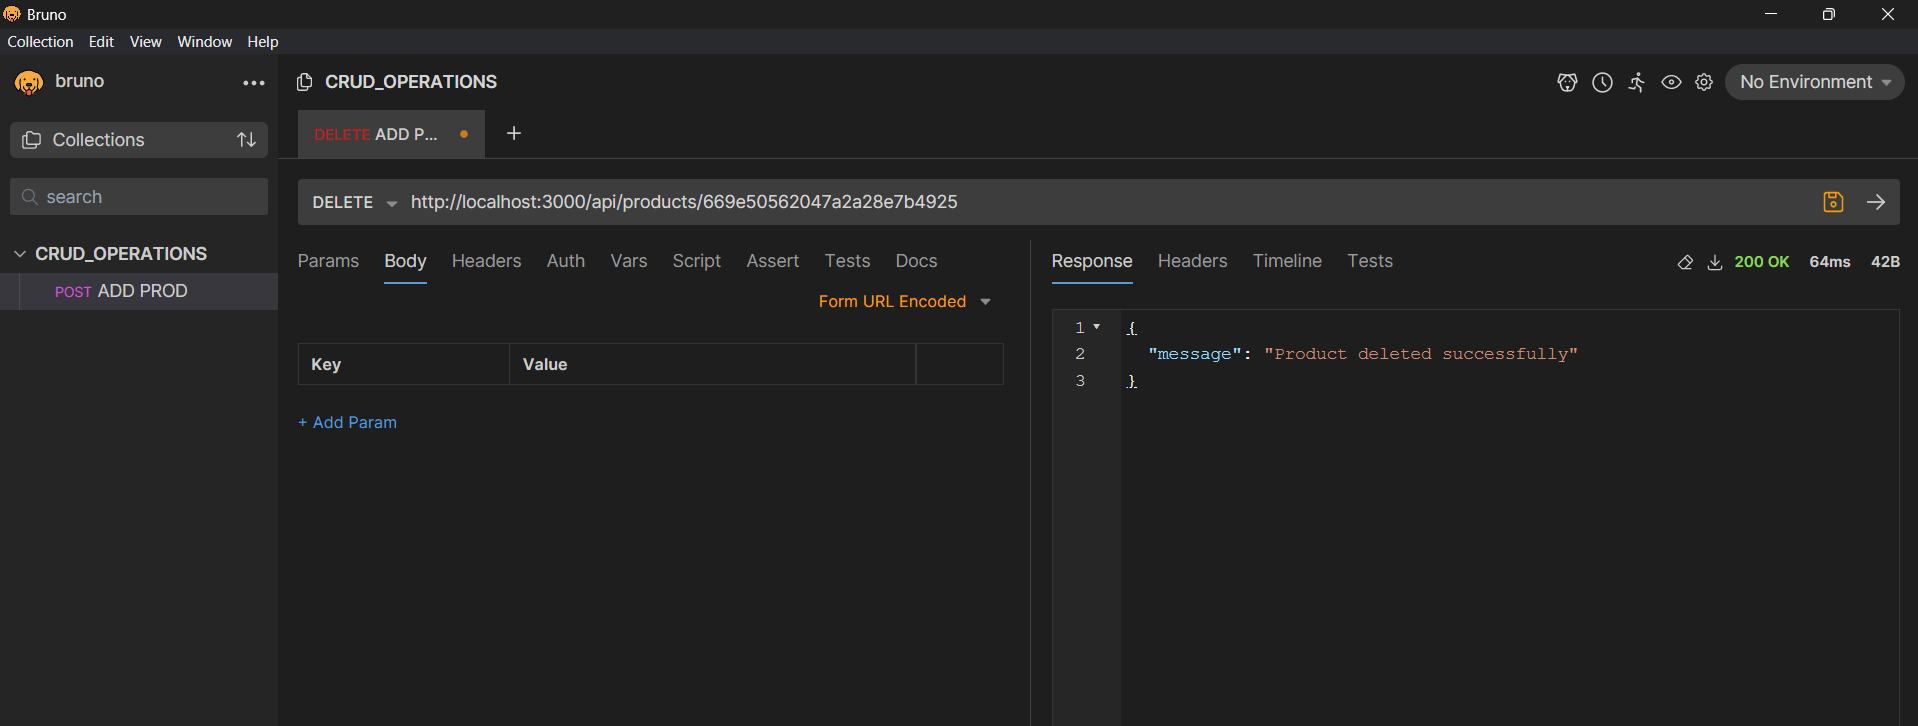 Bruno
Collection Edit View Window Help
bruno
CRUD_OPERATIONS
No Environment
Collections
DELETE ADD P...
search
DELETE http://localhost:3000/api/products/669e50562047a2a28e7b4925
CRUD_OPERATIONS
POST ADD PROD
Params Body Headers Auth Vars Script Assert Tests Docs
Form URL Encoded
Key Value
+ Add Param
Response Headers Timeline Tests 200 OK 64ms 42B
1 {
2 "message": "Product deleted successfully"
3 }